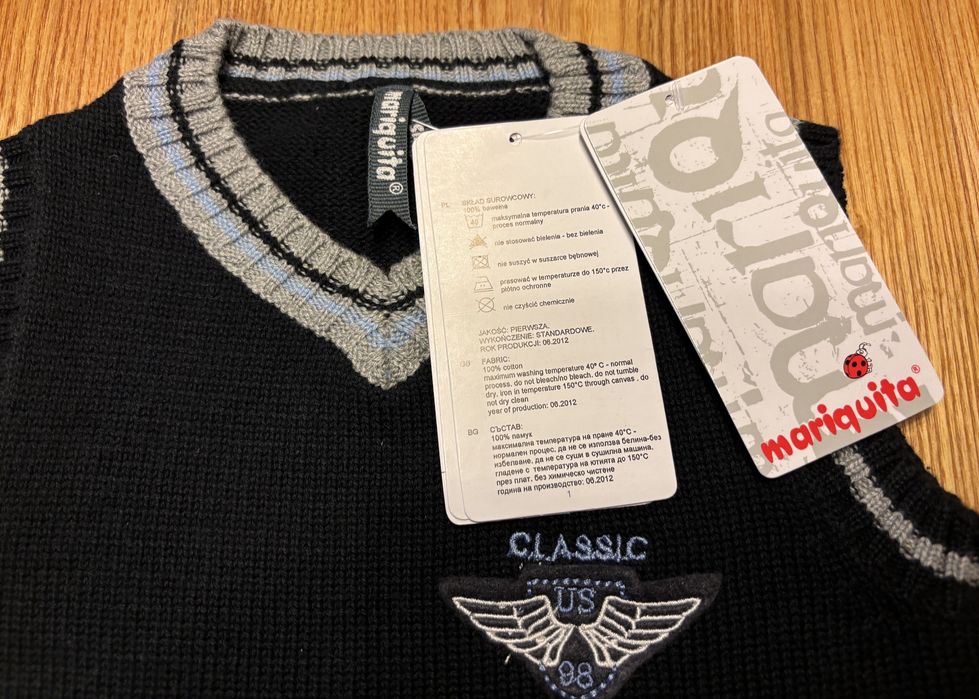 mariquita®
PL SKŁAD SUROWCOWY:
100% bawełna
40 maksymalna temperatura prania 40°c -
proces normalny
nie stosować bielenia - bez bielenia
nie suszyć w suszarce bębnowej
prasować w temperaturze do 150°c przez
płótno ochronne
nie czyścić chemicznie
JAKOŚĆ: PIERWSZA.
WYKOŃCZENIE: STANDARDOWE.
ROK PRODUKCJI: 06.2012
GB FABRIC:
100% cotton
maximum washing temperature 40° C - normal
process, do not bleach/no bleach, do not tumble
dry, iron in temperature 150°C through canvas , do
not dry clean
year of production: 06.2012
BG СЪСТАВ:
100% памук
максимална температура на пране 40°C -
нормален процес, да не се използва белина-без
избелване, да не се суши в сушилна машина,
гладене с температура на ютията до 150°C
през плат, без химическо чистене
година на производство: 06.2012
1
mariquita®
CLASSIC
US
98